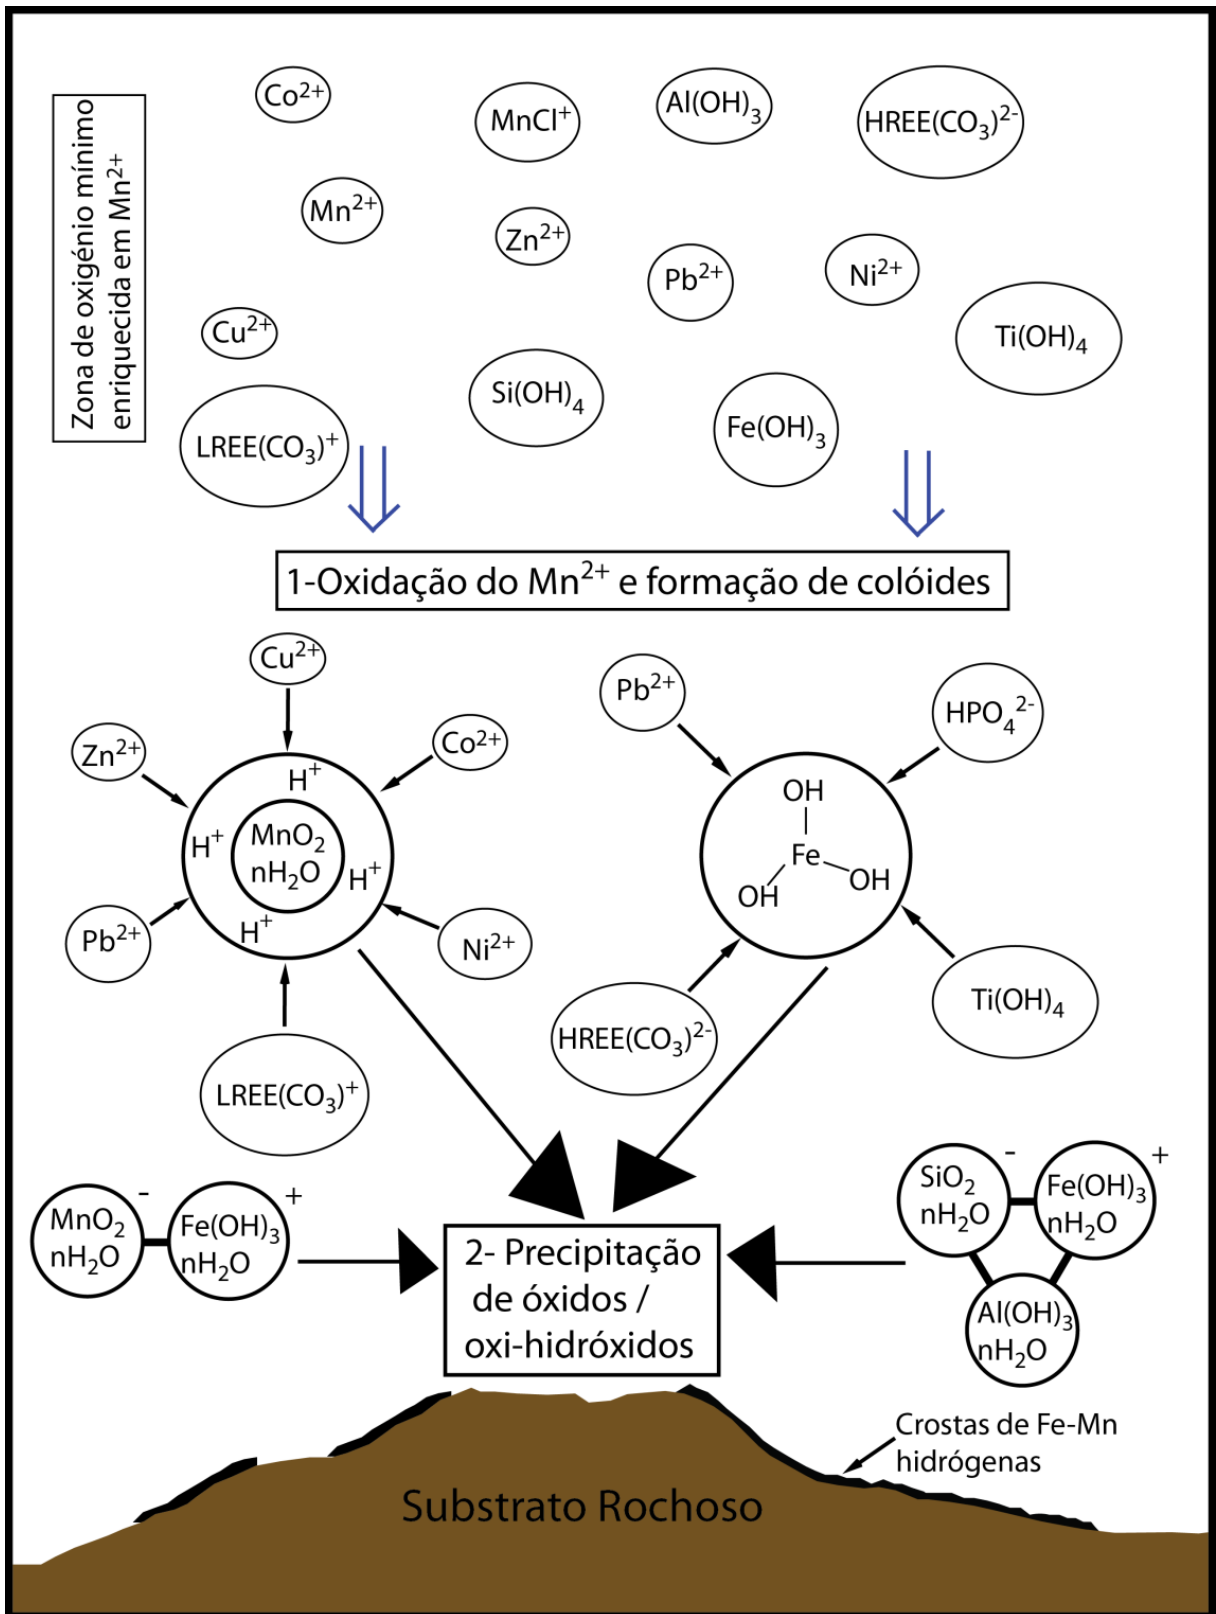 Zona de oxigénio mínimo
enriquecida em Mn²⁺
Co²⁺
MnCl⁺
Al(OH)₃
HREE(CO₃)²⁻
Mn²⁺
Zn²⁺
Pb²⁺
Ni²⁺
Cu²⁺
Ti(OH)₄
Si(OH)₄
Fe(OH)₃
LREE(CO₃)⁺
1-Oxidação do Mn²⁺ e formação de colóides
Cu²⁺
Zn²⁺
Co²⁺
H⁺
H⁺
MnO₂
nH₂O
H⁺
H⁺
Pb²⁺
Ni²⁺
LREE(CO₃)⁺
Pb²⁺
HPO₄²⁻
OH
Fe
OH
OH
HREE(CO₃)²⁻
Ti(OH)₄
MnO₂
nH₂O
-
Fe(OH)₃
nH₂O
+
2- Precipitação
de óxidos /
oxi-hidróxidos
SiO₂
nH₂O
-
Fe(OH)₃
nH₂O
+
Al(OH)₃
nH₂O
Crostas de Fe-Mn
hidrógenas
Substrato Rochoso